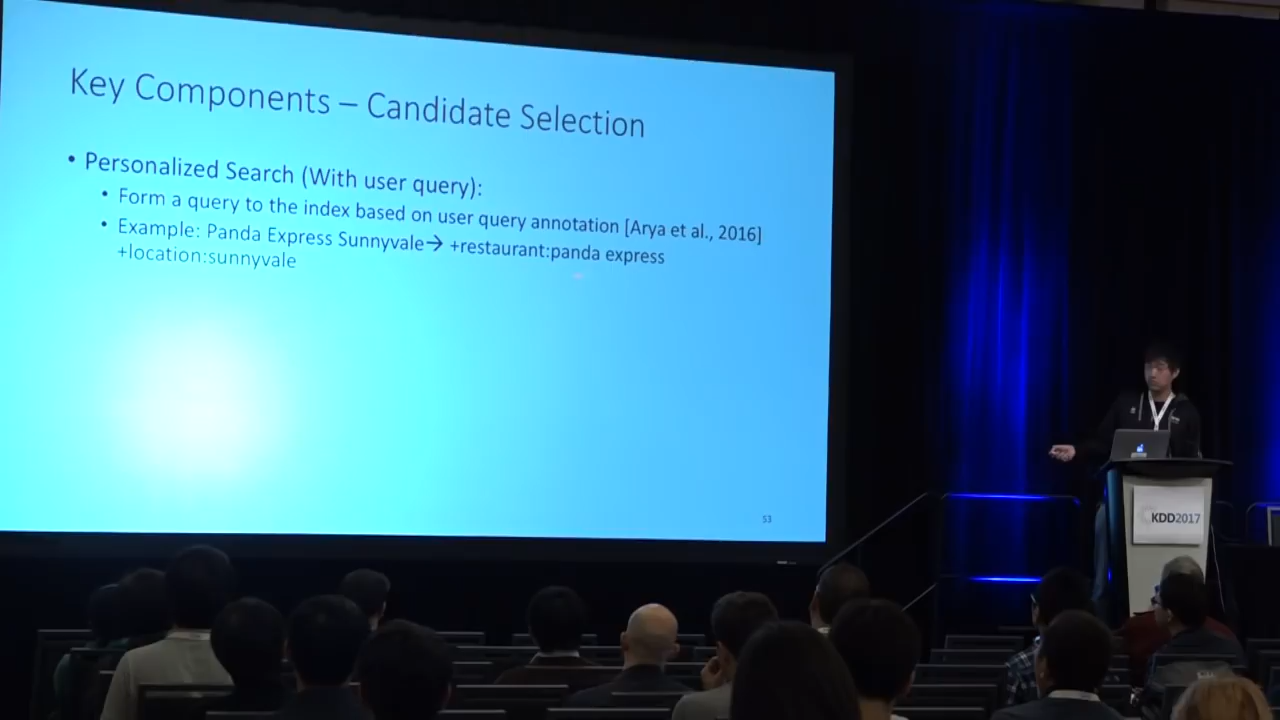 Key Components – Candidate Selection
• Personalized Search (With user query):
• Form a query to the index based on user query annotation [Arya et al., 2016]
• Example: Panda Express Sunnyvale→ +restaurant:panda express
+location:sunnyvale
53
KDD2017